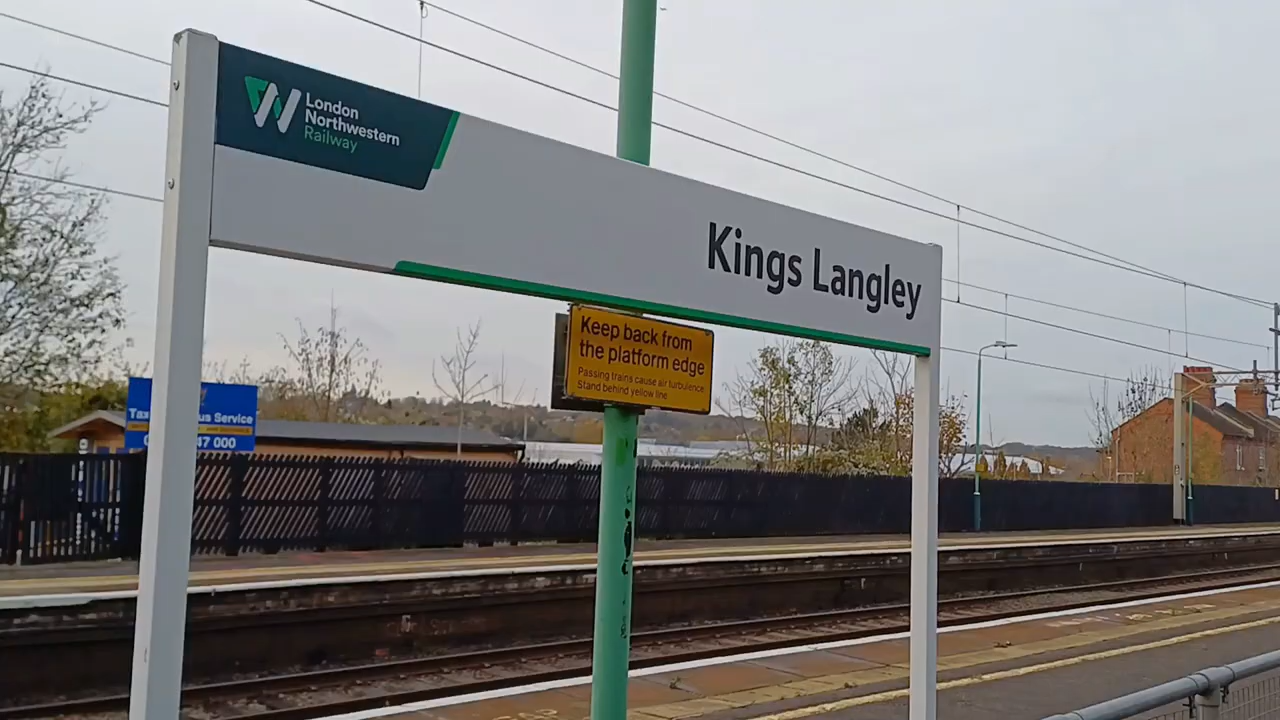 London
Northwestern
Railway
Kings Langley
Keep back from
the platform edge
Passing trains cause air turbulence
Stand behind yellow line
Service
47 000